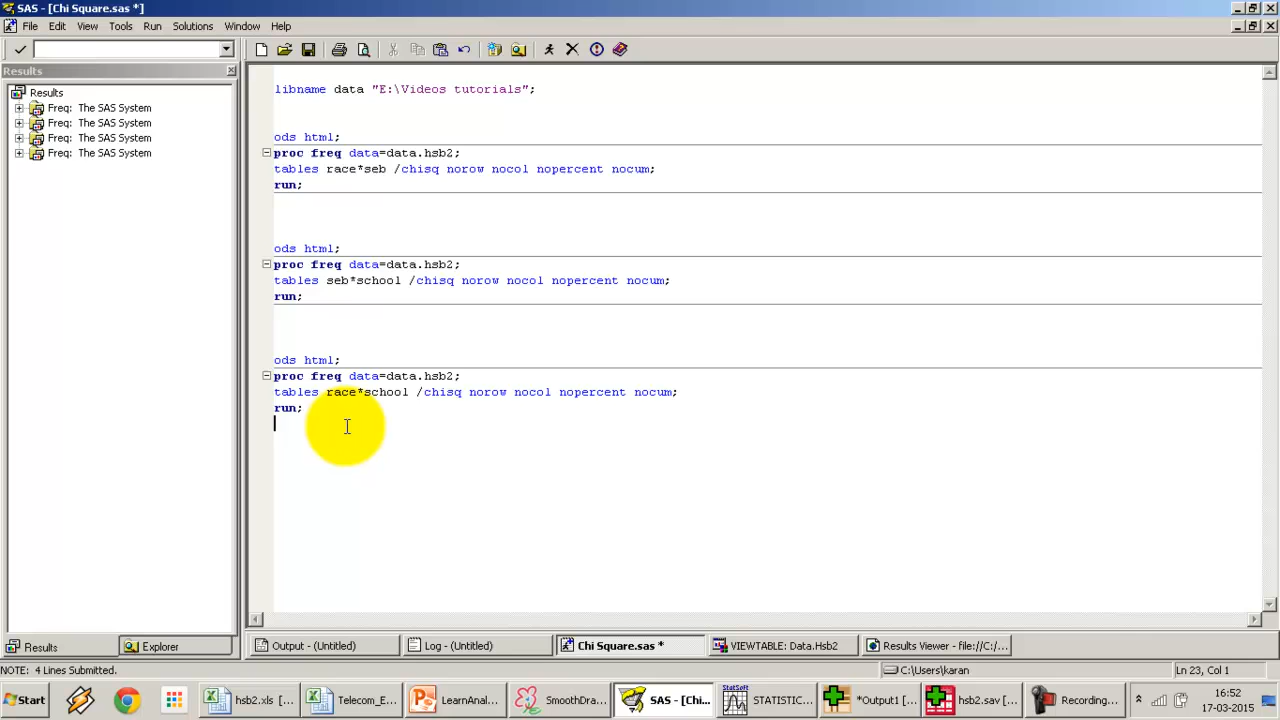 SAS - [Chi Square.sas *]
File Edit View Tools Run Solutions Window Help
Results
Results
Freq: The SAS System
Freq: The SAS System
Freq: The SAS System
Freq: The SAS System
libname data "E:\Videos tutorials";
ods html;
proc freq data=data.hsb2;
tables race*seb /chisq norow nocol nopercent nocum;
run;
ods html;
proc freq data=data.hsb2;
tables seb*school /chisq norow nocol nopercent nocum;
run;
ods html;
proc freq data=data.hsb2;
tables race*school /chisq norow nocol nopercent nocum;
run;
Results Explorer Output - (Untitled) Log - (Untitled) Chi Square.sas * VIEWTABLE: Data.Hsb2 Results Viewer - file://C:/...
NOTE: 4 Lines Submitted. C:\Users\karan Ln 23, Col 1
Start hsb2.xls [... Telecom_E... LearnAnal... SmoothDra... SAS - [Chi... STATISTIC... *Output1 [... hsb2.sav [... Recording... 16:52
17-03-2015